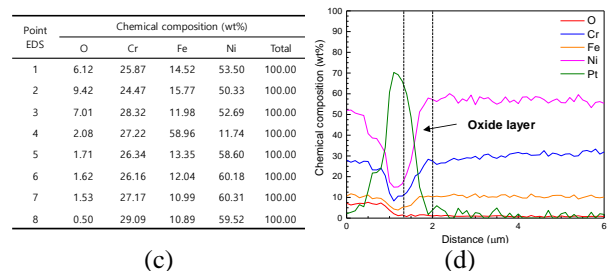 Point EDS Chemical composition (wt%)
O Cr Fe Ni Total
1 6.12 25.87 14.52 53.50 100.00
2 9.42 24.47 15.77 50.33 100.00
3 7.01 28.32 11.98 52.69 100.00
4 2.08 27.22 58.96 11.74 100.00
5 1.71 26.34 13.35 58.60 100.00
6 1.62 26.16 12.04 60.18 100.00
7 1.53 27.17 10.99 60.31 100.00
8 0.50 29.09 10.89 59.52 100.00
(c)
Chemical composition (wt%)
100
90
80
70
60
50
40
30
20
10
0
O
Cr
Fe
Ni
Pt
Oxide layer
0 2 4 6
Distance (μm)
(d)